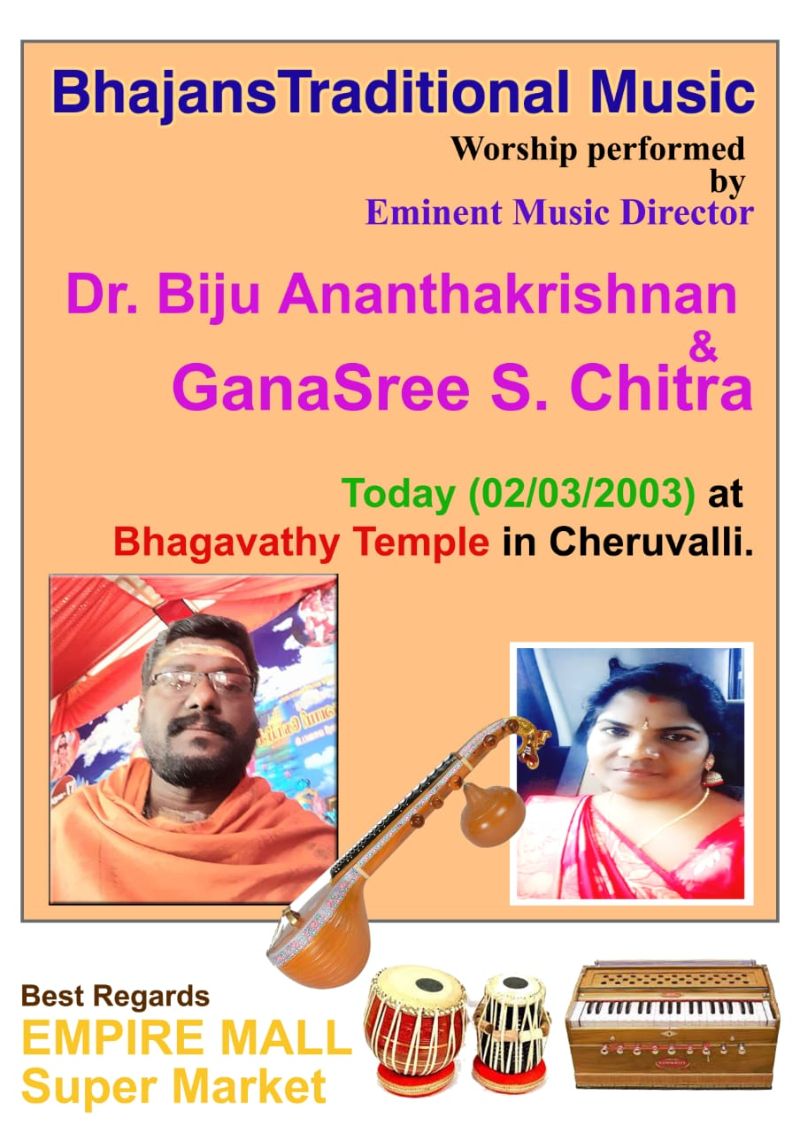 BhajansTraditional Music
Worship performed
by
Eminent Music Director
Dr. Biju Ananthakrishnan
&
GanaSree S. Chitra
Today (02/03/2003) at
Bhagavathy Temple in Cheruvalli.
Best Regards
EMPIRE MALL
Super Market